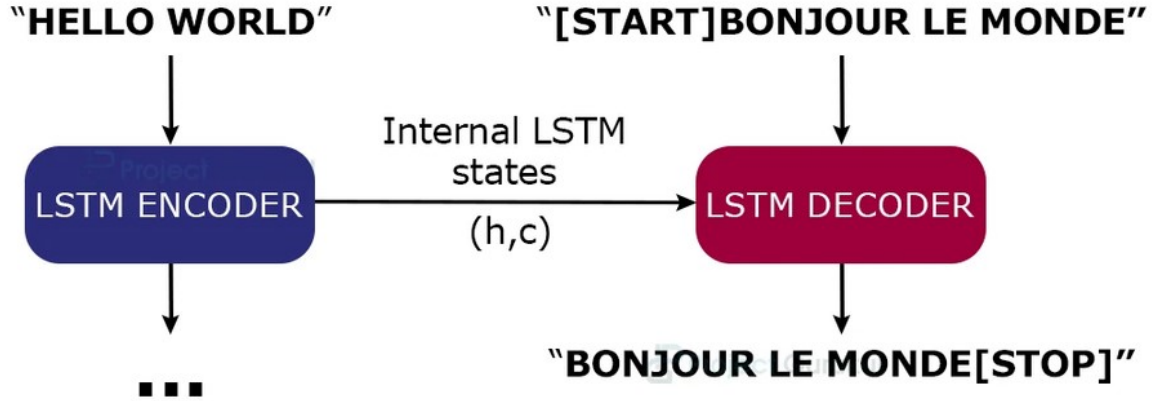 “HELLO WORLD”
“[START]BONJOUR LE MONDE”
Internal LSTM
states
LSTM ENCODER
LSTM DECODER
(h,c)
“BONJOUR LE MONDE[STOP]”
...